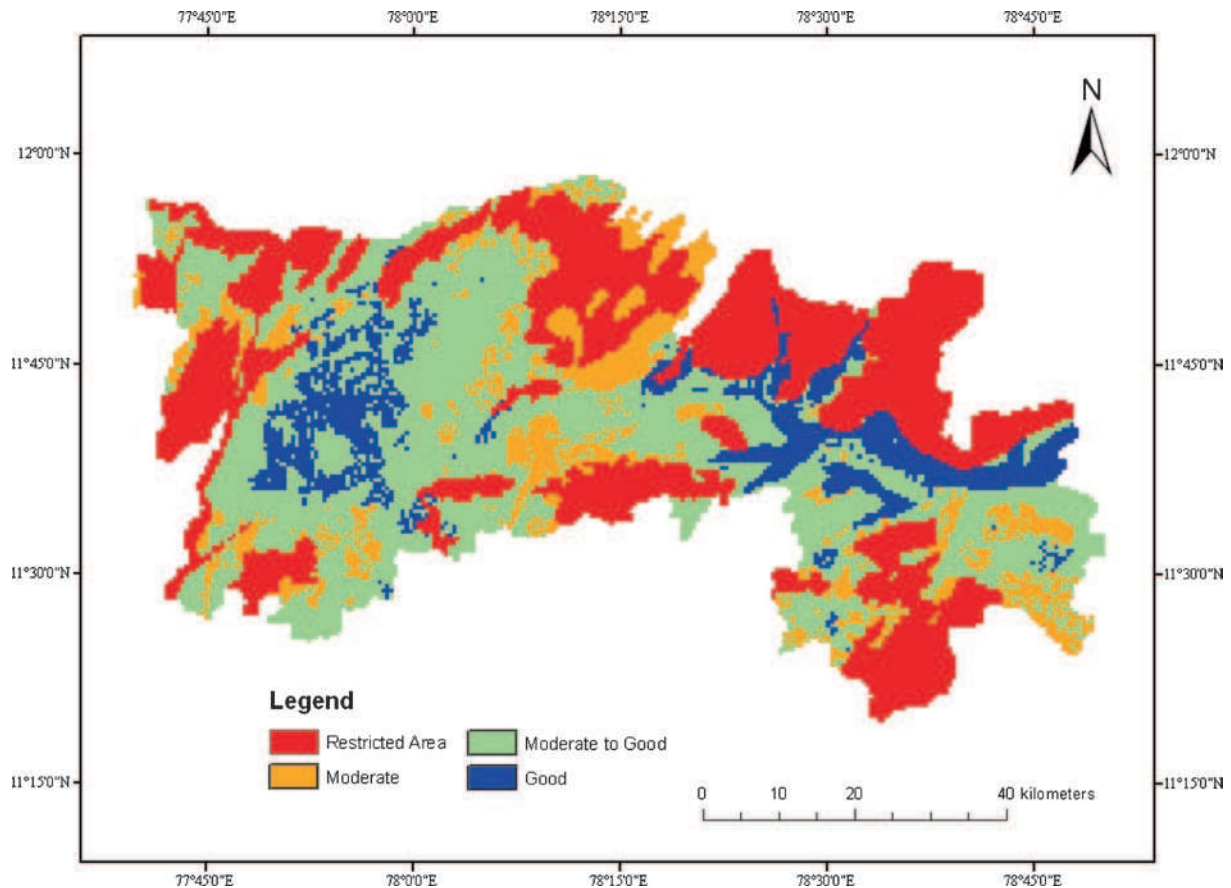 77°45'0"E 78°0'0"E 78°15'0"E 78°30'0"E 78°45'0"E
N
12°0'0"N 12°0'0"N
11°45'0"N 11°45'0"N
11°30'0"N 11°30'0"N
Legend
Restricted Area Moderate to Good
Moderate Good
11°15'0"N 11°15'0"N
0 10 20 40 kilometers
77°45'0"E 78°0'0"E 78°15'0"E 78°30'0"E 78°45'0"E